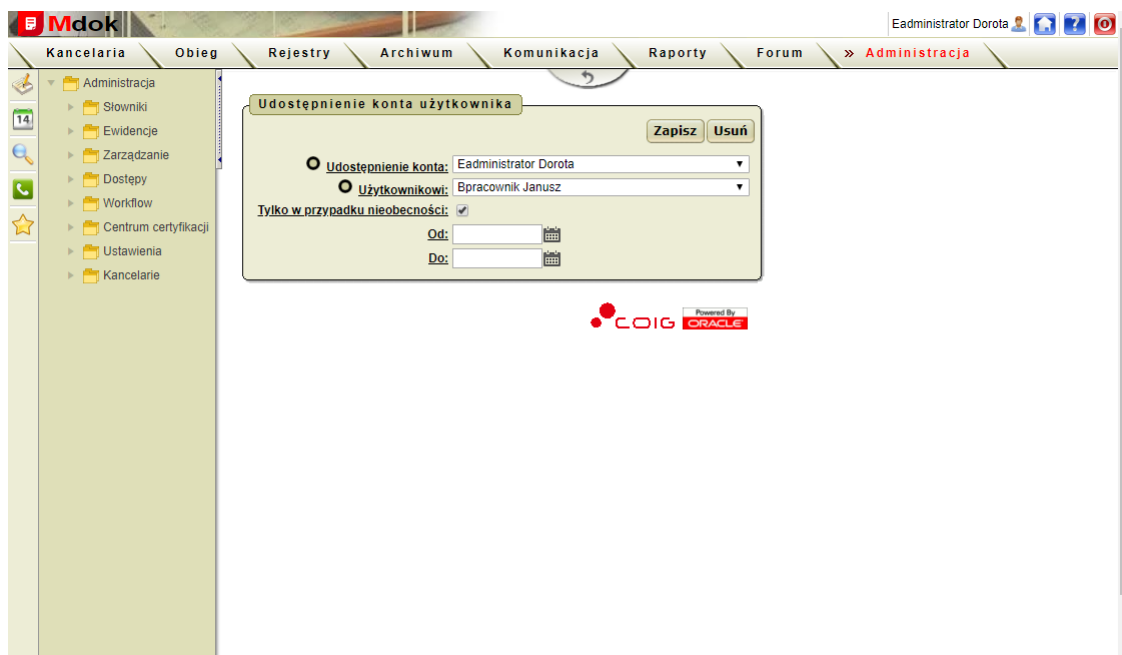 Mdok
Eadministrator Dorota
Kancelaria Obieg Rejestry Archiwum Komunikacja Raporty Forum » Administracja
Administracja
Słowniki
Ewidencje
Zarządzanie
Dostępy
Workflow
Centrum certyfikacji
Ustawienia
Kancelarie
14
Udostępnienie konta użytkownika
Zapisz Usuń
Udostępnienie konta: Eadministrator Dorota
Użytkownikowi: Bpracownik Janusz
Tylko w przypadku nieobecności:
Od:
Do:
COIG Powered By
ORACLE